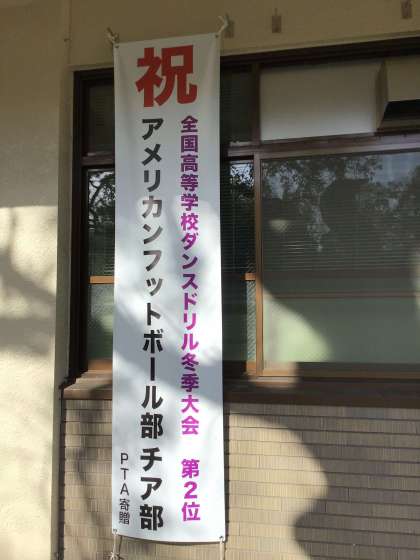 祝
全国高等学校ダンスドリル冬季大会　第2位
アメリカンフットボール部 チア部
PTA寄贈